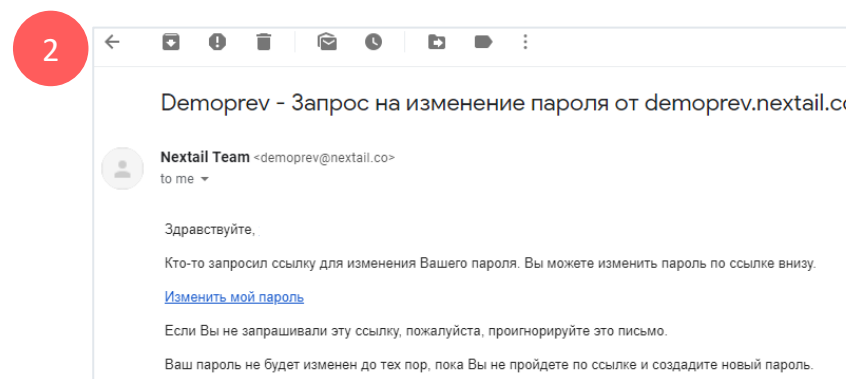 2
Demoprev - Запрос на изменение пароля от demoprev.nextail.co
Nextail Team <demoprev@nextail.co>
to me
Здравствуйте,
Кто-то запросил ссылку для изменения Вашего пароля. Вы можете изменить пароль по ссылке внизу.
Изменить мой пароль
Если Вы не запрашивали эту ссылку, пожалуйста, проигнорируйте это письмо.
Ваш пароль не будет изменен до тех пор, пока Вы не пройдете по ссылке и создадите новый пароль.